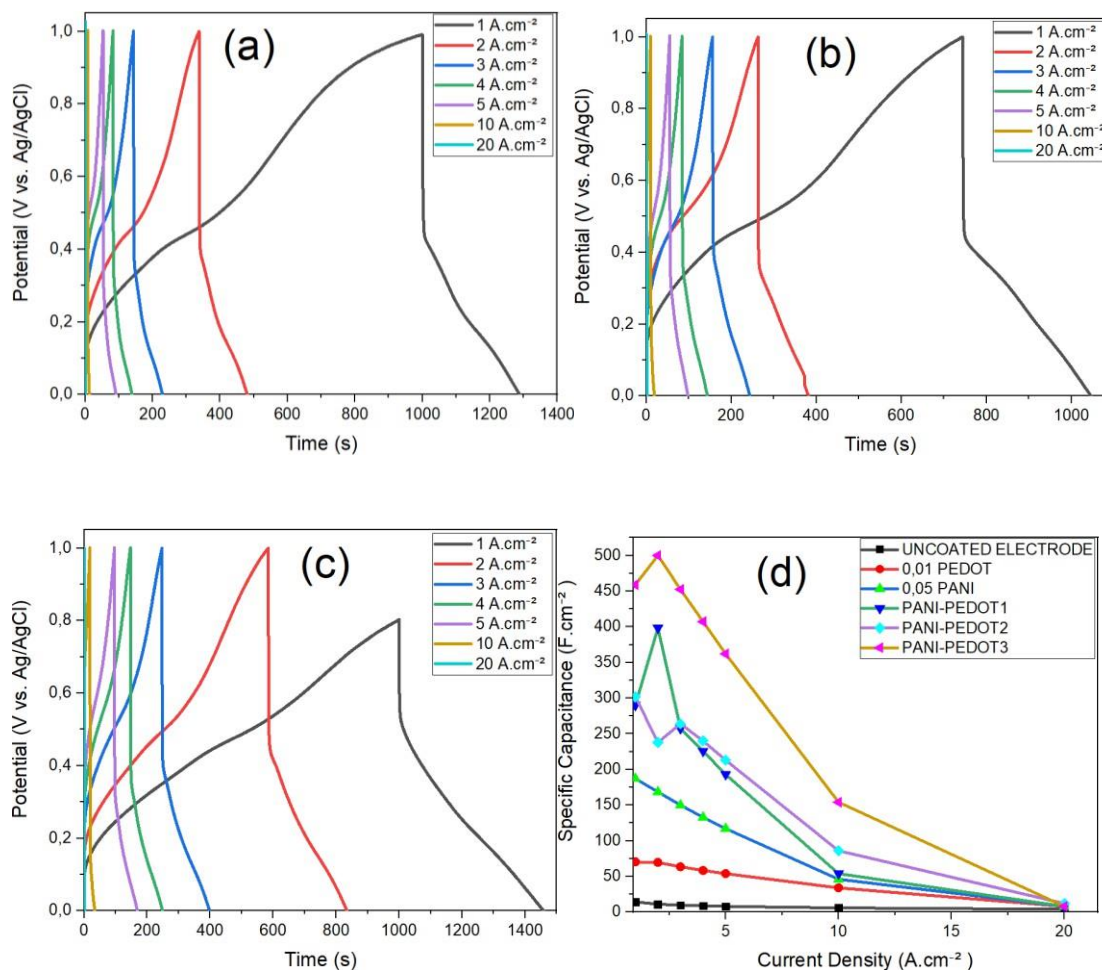 (a)
1 A.cm⁻²
2 A.cm⁻²
3 A.cm⁻²
4 A.cm⁻²
5 A.cm⁻²
10 A.cm⁻²
20 A.cm⁻²
Potential (V vs. Ag/AgCl)
1,0
0,8
0,6
0,4
0,2
0,0
0 200 400 600 800 1000 1200 1400
Time (s)
(b)
1 A.cm⁻²
2 A.cm⁻²
3 A.cm⁻²
4 A.cm⁻²
5 A.cm⁻²
10 A.cm⁻²
20 A.cm⁻²
Potential (V vs. Ag/AgCl)
1,0
0,8
0,6
0,4
0,2
0,0
0 200 400 600 800 1000
Time (s)
(c)
1 A.cm⁻²
2 A.cm⁻²
3 A.cm⁻²
4 A.cm⁻²
5 A.cm⁻²
10 A.cm⁻²
20 A.cm⁻²
Potential (V vs. Ag/AgCl)
1,0
0,8
0,6
0,4
0,2
0,0
0 200 400 600 800 1000 1200 1400
Time (s)
(d)
UNCOATED ELECTRODE
0,01 PEDOT
0,05 PANI
PANI-PEDOT1
PANI-PEDOT2
PANI-PEDOT3
Specific Capacitance (F.cm⁻²)
500
450
400
350
300
250
200
150
100
50
0
5 10 15 20
Current Density (A.cm⁻²)